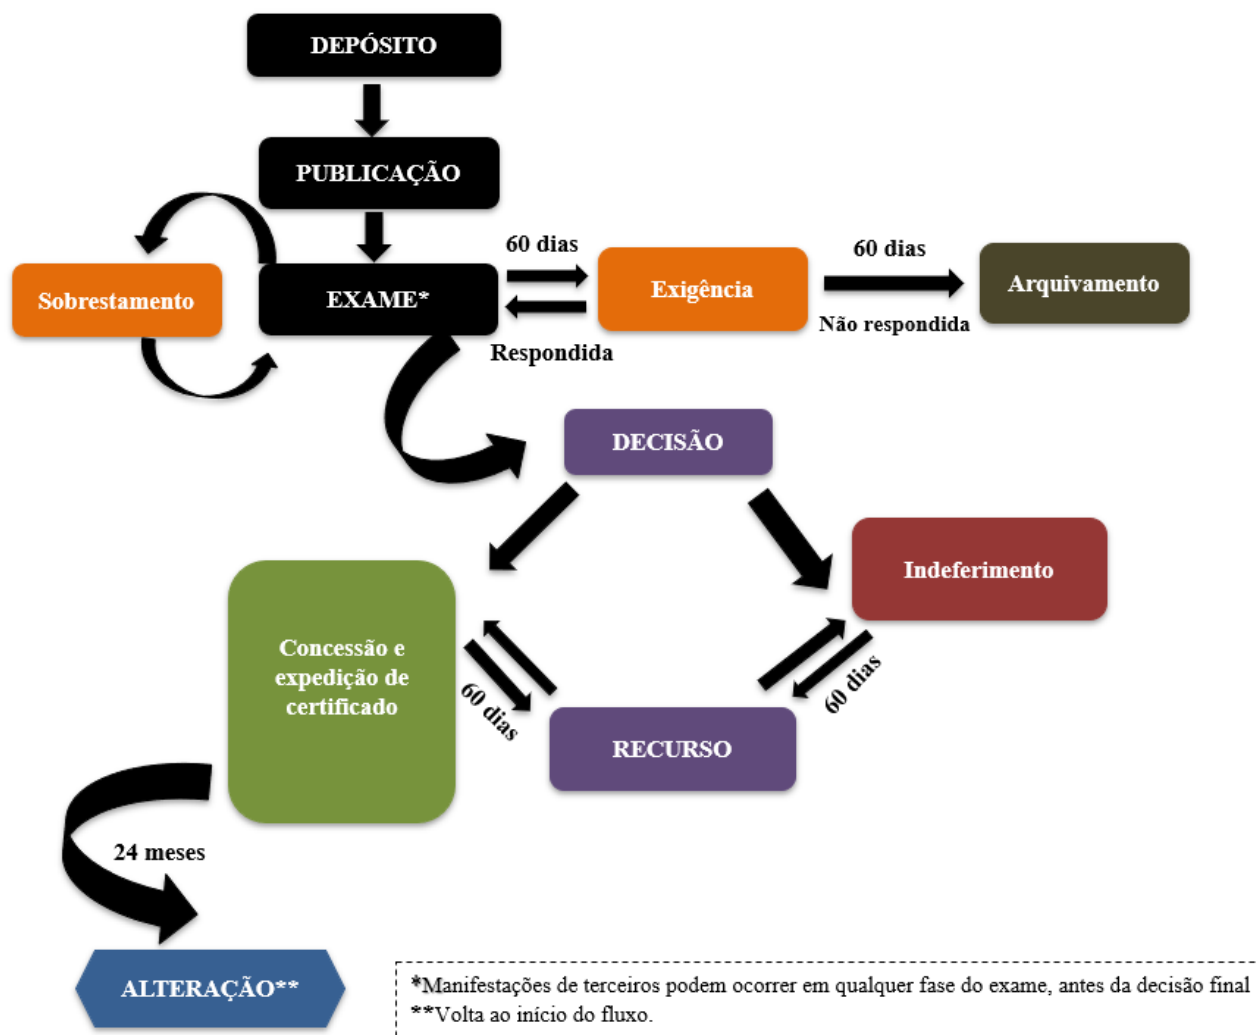 DEPÓSITO
PUBLICAÇÃO
60 dias
60 dias
Sobrestamento
EXAME*
Exigência
Arquivamento
Respondida
Não respondida
DECISÃO
Indeferimento
Concessão e
expedição de
certificado
60 dias
60 dias
RECURSO
24 meses
ALTERAÇÃO**
*Manifestações de terceiros podem ocorrer em qualquer fase do exame, antes da decisão final
**Volta ao início do fluxo.